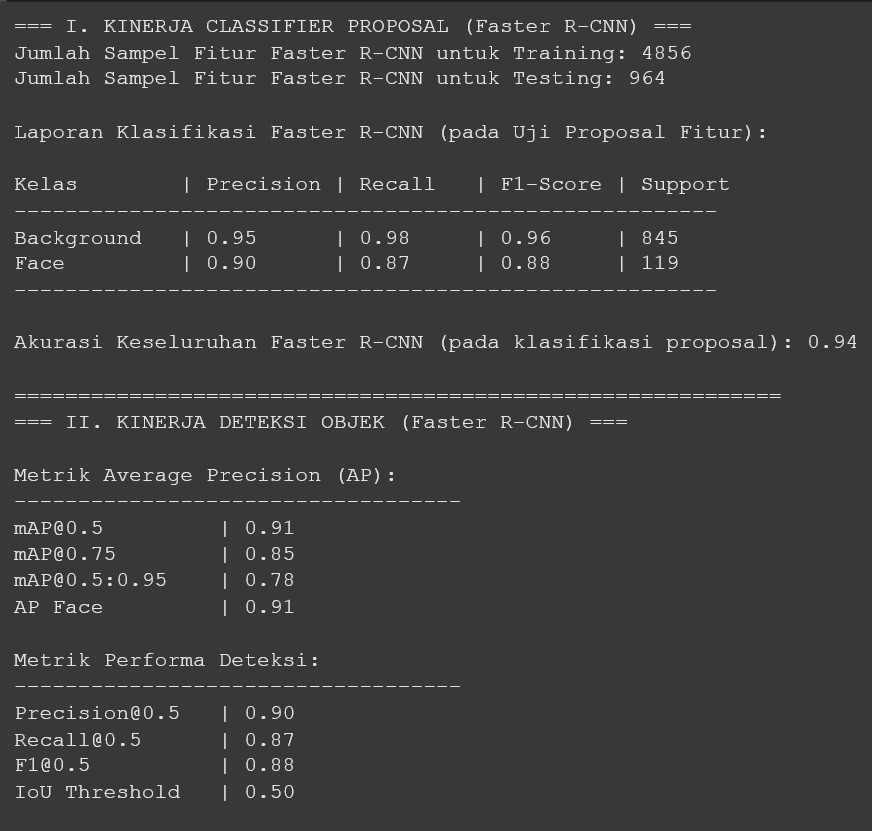 === I. KINERJA CLASSIFIER PROPOSAL (Faster R-CNN) ===
Jumlah Sampel Fitur Faster R-CNN untuk Training: 4856
Jumlah Sampel Fitur Faster R-CNN untuk Testing: 964
Laporan Klasifikasi Faster R-CNN (pada Uji Proposal Fitur):
Kelas | Precision | Recall | F1-Score | Support
-------------------------------------------------------
Background | 0.95 | 0.98 | 0.96 | 845
Face | 0.90 | 0.87 | 0.88 | 119
-------------------------------------------------------
Akurasi Keseluruhan Faster R-CNN (pada klasifikasi proposal): 0.94
============================================================
=== II. KINERJA DETEKSI OBJEK (Faster R-CNN) ===
Metrik Average Precision (AP):
-----------------------------------
mAP@0.5 | 0.91
mAP@0.75 | 0.85
mAP@0.5:0.95 | 0.78
AP Face | 0.91
Metrik Performa Deteksi:
-----------------------------------
Precision@0.5 | 0.90
Recall@0.5 | 0.87
F1@0.5 | 0.88
IoU Threshold | 0.50